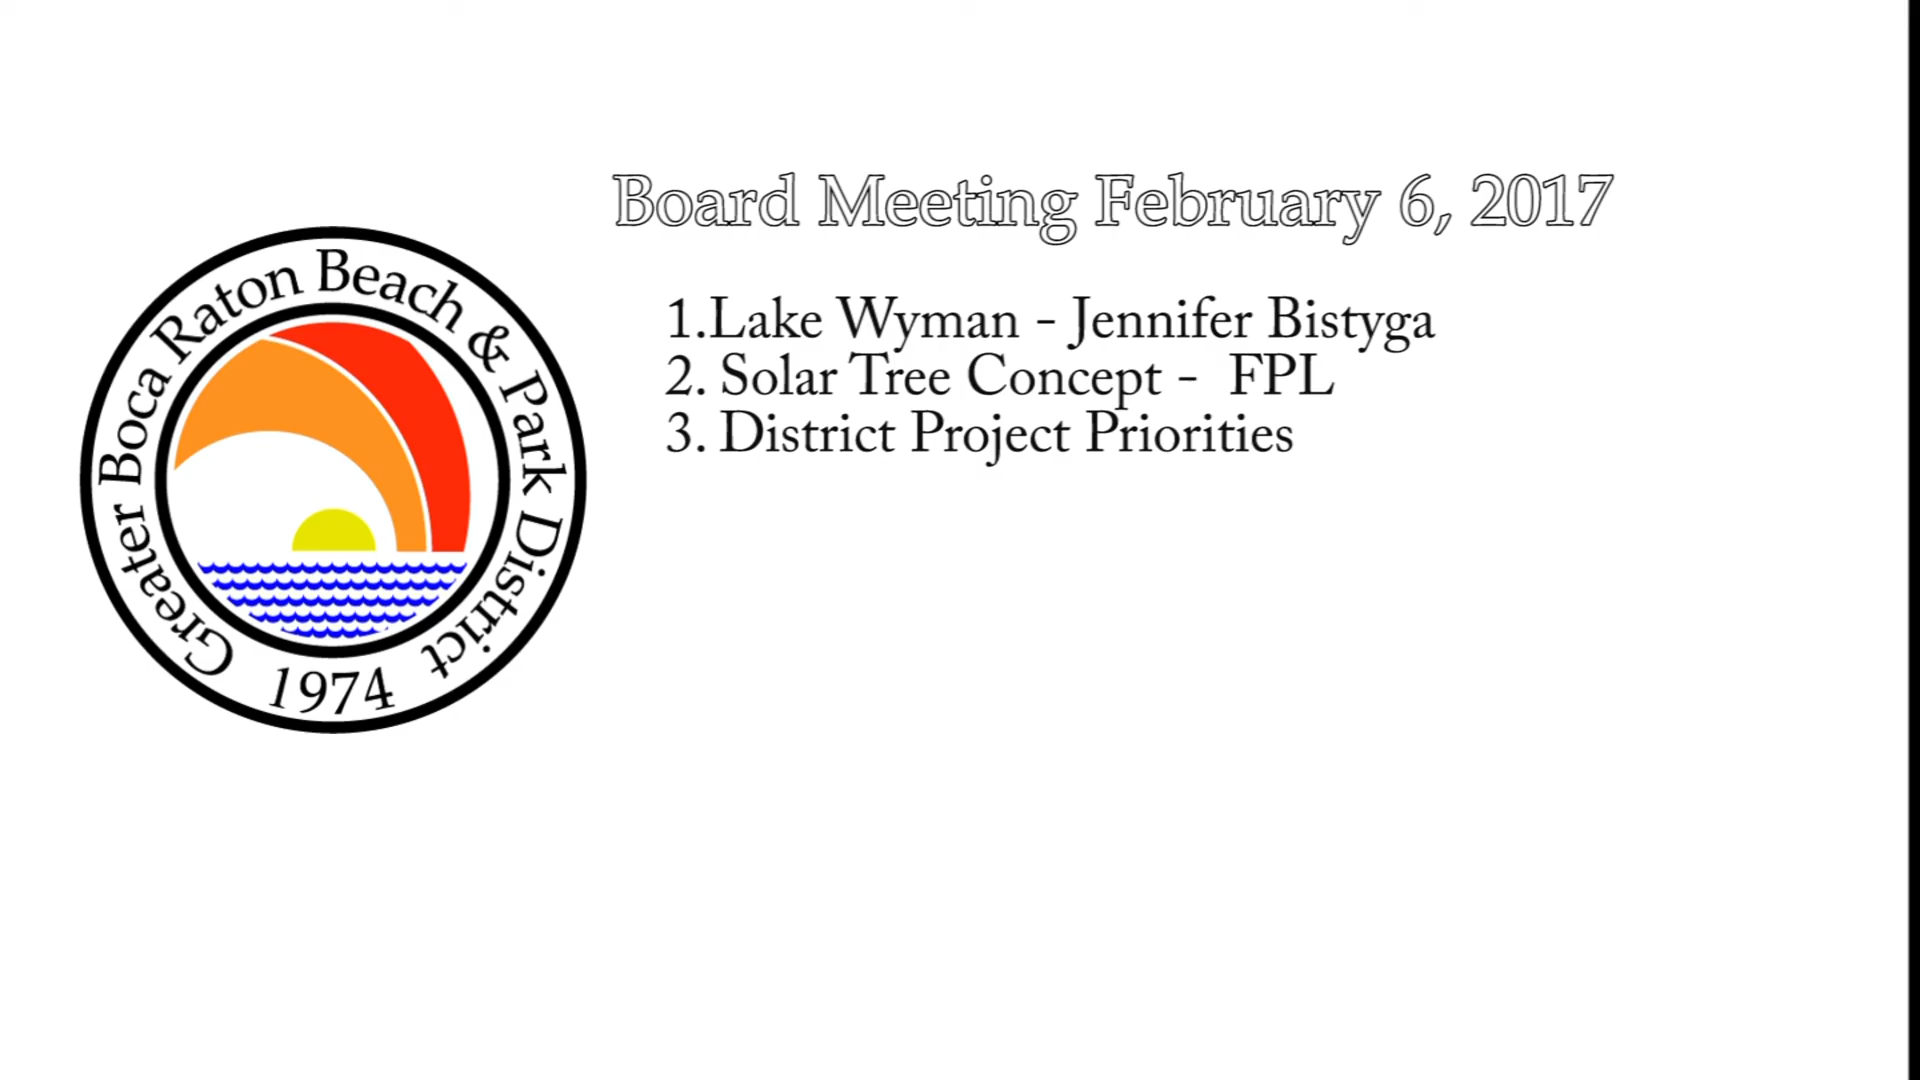 Board Meeting February 6, 2017
1.Lake Wyman - Jennifer Bistyga
2. Solar Tree Concept - FPL
3. District Project Priorities
Greater Boca Raton Beach & Park District
1974